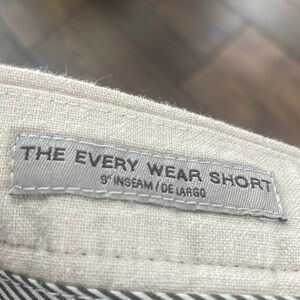 THE EVERY WEAR SHORT
9" INSEAM / DE LARGO